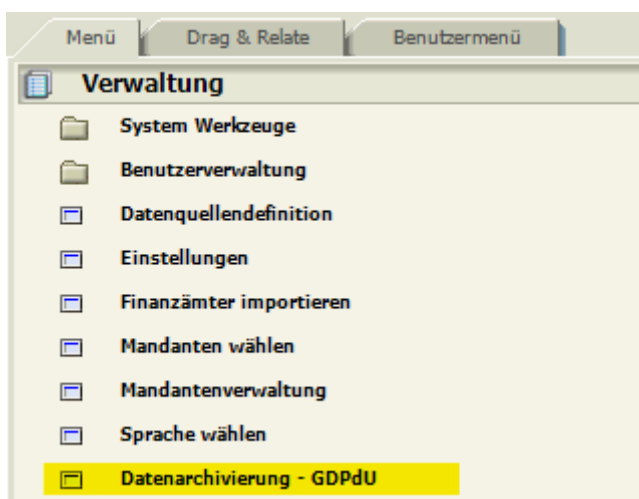 Menü Drag & Relate Benutzermenü
Verwaltung
System Werkzeuge
Benutzerverwaltung
Datenquellendefinition
Einstellungen
Finanzämter importieren
Mandanten wählen
Mandantenverwaltung
Sprache wählen
Datenarchivierung - GDPdU